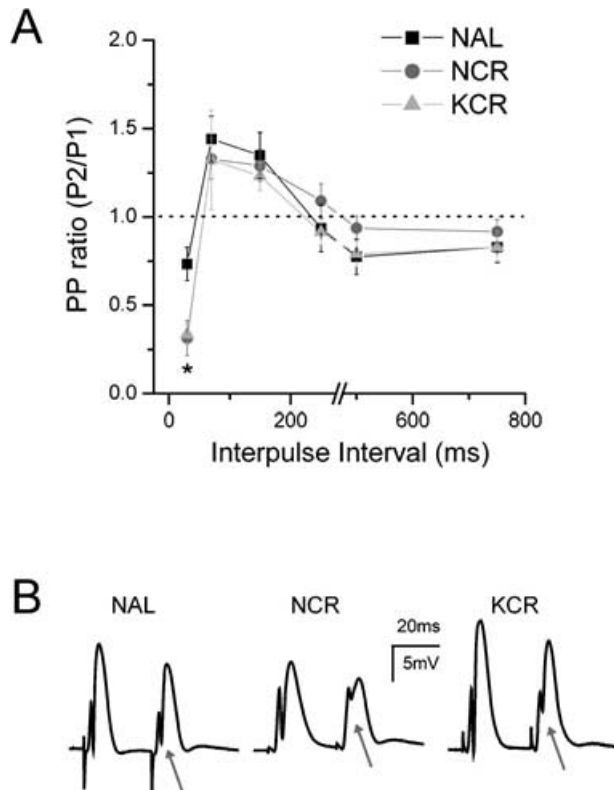 A
NAL
NCR
KCR
PP ratio (P2/P1)
2.0
1.5
1.0
0.5
0.0
*
0 200 600 800
Interpulse Interval (ms)
B
NAL NCR KCR
20ms
5mV